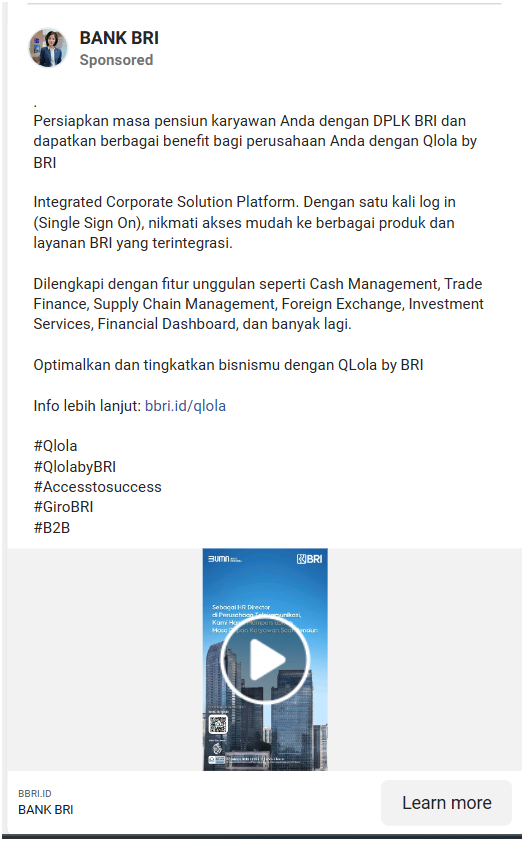 BANK BRI
Sponsored
.
Persiapkan masa pensiun karyawan Anda dengan DPLK BRI dan
dapatkan berbagai benefit bagi perusahaan Anda dengan Qlola by
BRI
Integrated Corporate Solution Platform. Dengan satu kali log in
(Single Sign On), nikmati akses mudah ke berbagai produk dan
layanan BRI yang terintegrasi.
Dilengkapi dengan fitur unggulan seperti Cash Management, Trade
Finance, Supply Chain Management, Foreign Exchange, Investment
Services, Financial Dashboard, dan banyak lagi.
Optimalkan dan tingkatkan bisnismu dengan QLola by BRI
Info lebih lanjut: bbri.id/qlola
#Qlola
#QlolabyBRI
#Accesstosuccess
#GiroBRI
#B2B
BUMN
BRI
Sebagai HR Director
di Perusahaan Telekomunikasi,
Kami
Masa Depan Karyawan
BBRI.ID
BANK BRI
Learn more